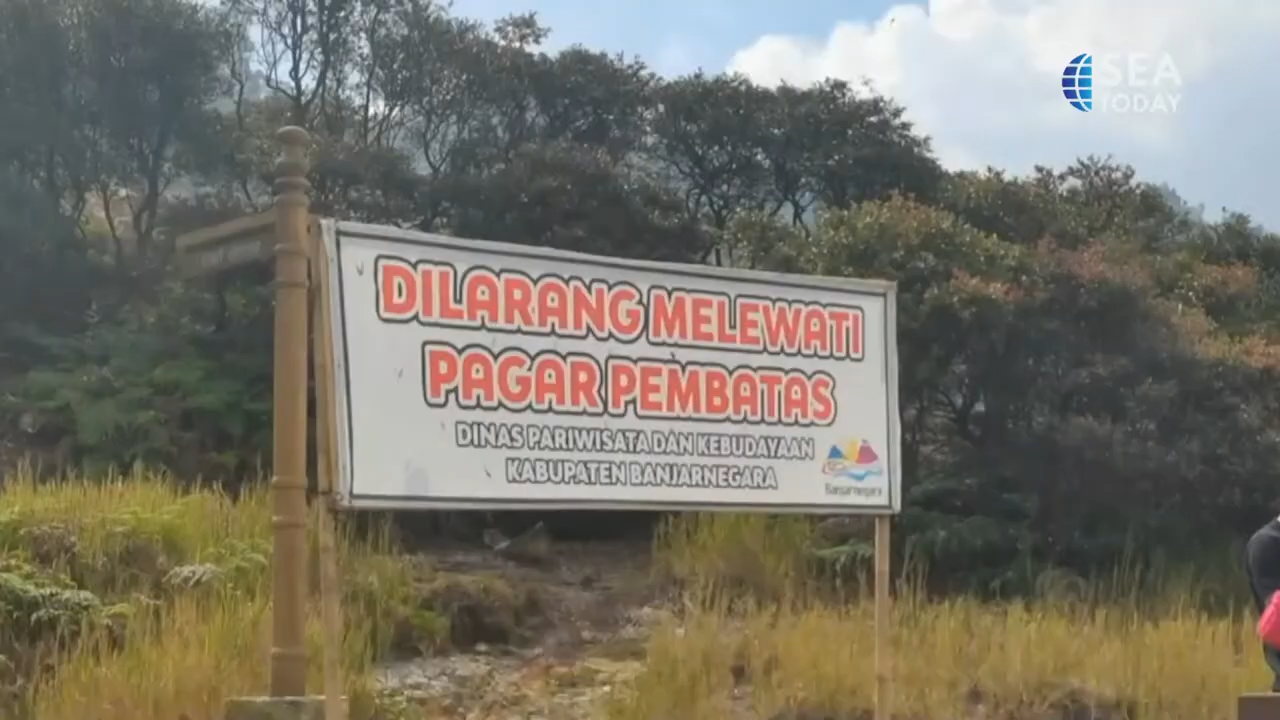 SEA
TODAY
DILARANG MELEWATI
PAGAR PEMBATAS
DINAS PARIWISATA DAN KEBUDAYAAN
KABUPATEN BANJARNEGARA
Banjarnegara